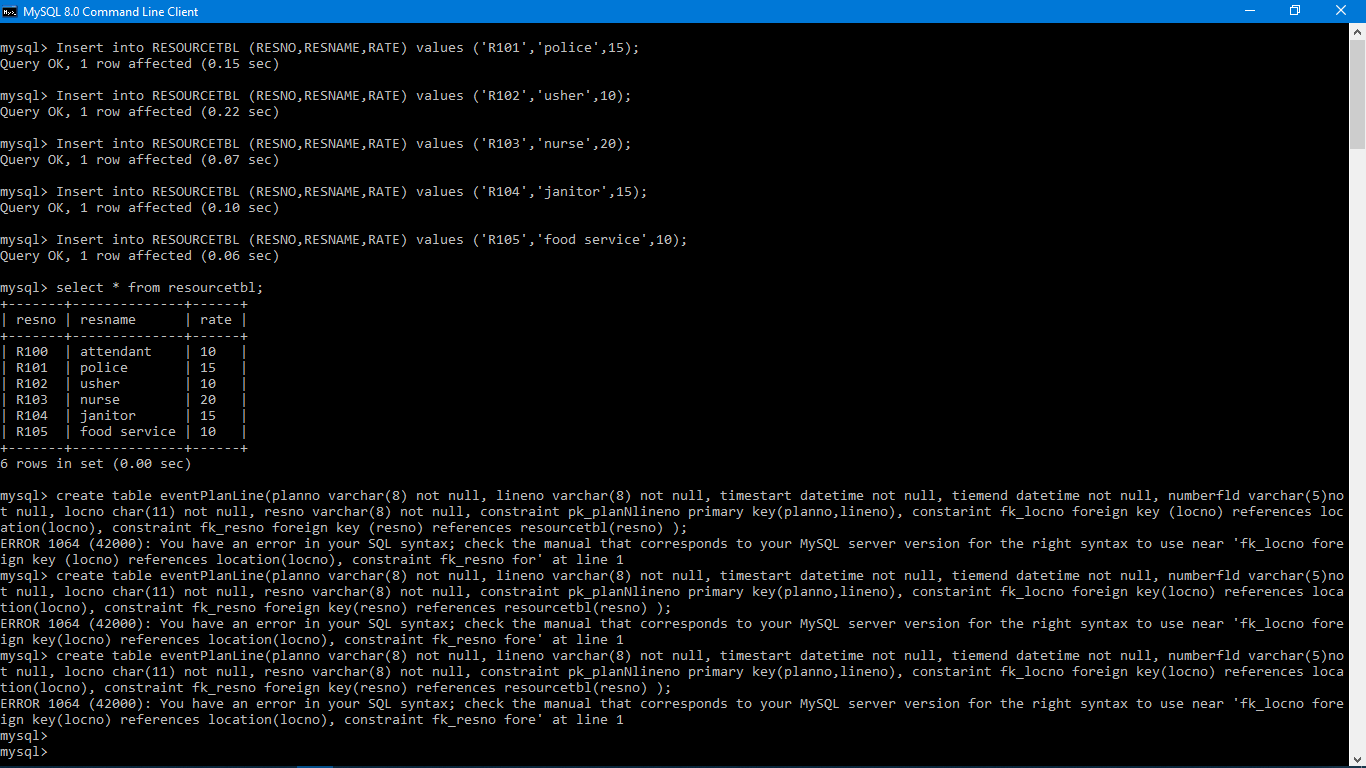 MySQL 8.0 Command Line Client
mysql> Insert into RESOURCETBL (RESNO,RESNAME,RATE) values ('R101','police',15);
Query OK, 1 row affected (0.15 sec)
mysql> Insert into RESOURCETBL (RESNO,RESNAME,RATE) values ('R102','usher',10);
Query OK, 1 row affected (0.22 sec)
mysql> Insert into RESOURCETBL (RESNO,RESNAME,RATE) values ('R103','nurse',20);
Query OK, 1 row affected (0.07 sec)
mysql> Insert into RESOURCETBL (RESNO,RESNAME,RATE) values ('R104','janitor',15);
Query OK, 1 row affected (0.10 sec)
mysql> Insert into RESOURCETBL (RESNO,RESNAME,RATE) values ('R105','food service',10);
Query OK, 1 row affected (0.06 sec)
mysql> select * from resourcetbl;
+-------+--------------+------+
| resno | resname      | rate |
+-------+--------------+------+
| R100  | attendant    | 10   |
| R101  | police       | 15   |
| R102  | usher        | 10   |
| R103  | nurse        | 20   |
| R104  | janitor      | 15   |
| R105  | food service | 10   |
+-------+--------------+------+
6 rows in set (0.00 sec)
mysql> create table eventPlanLine(planno varchar(8) not null, lineno varchar(8) not null, timestart datetime not null, tiemend datetime not null, numberfld varchar(5)no
t null, locno char(11) not null, resno varchar(8) not null, constraint pk_planNlineno primary key(planno,lineno), constarint fk_locno foreign key (locno) references loc
ation(locno), constraint fk_resno foreign key (resno) references resourcetbl(resno) );
ERROR 1064 (42000): You have an error in your SQL syntax; check the manual that corresponds to your MySQL server version for the right syntax to use near 'fk_locno fore
ign key (locno) references location(locno), constraint fk_resno for' at line 1
mysql> create table eventPlanLine(planno varchar(8) not null, lineno varchar(8) not null, timestart datetime not null, tiemend datetime not null, numberfld varchar(5)no
t null, locno char(11) not null, resno varchar(8) not null, constraint pk_planNlineno primary key(planno,lineno), constarint fk_locno foreign key(locno) references loca
tion(locno), constraint fk_resno foreign key(resno) references resourcetbl(resno) );
ERROR 1064 (42000): You have an error in your SQL syntax; check the manual that corresponds to your MySQL server version for the right syntax to use near 'fk_locno fore
ign key(locno) references location(locno), constraint fk_resno fore' at line 1
mysql> create table eventPlanLine(planno varchar(8) not null, lineno varchar(8) not null, timestart datetime not null, tiemend datetime not null, numberfld varchar(5)no
t null, locno char(11) not null, resno varchar(8) not null, constraint pk_planNlineno primary key(planno,lineno), constarint fk_locno foreign key(locno) references loca
tion(locno), constraint fk_resno foreign key(resno) references resourcetbl(resno) );
ERROR 1064 (42000): You have an error in your SQL syntax; check the manual that corresponds to your MySQL server version for the right syntax to use near 'fk_locno fore
ign key(locno) references location(locno), constraint fk_resno fore' at line 1
mysql>
mysql>